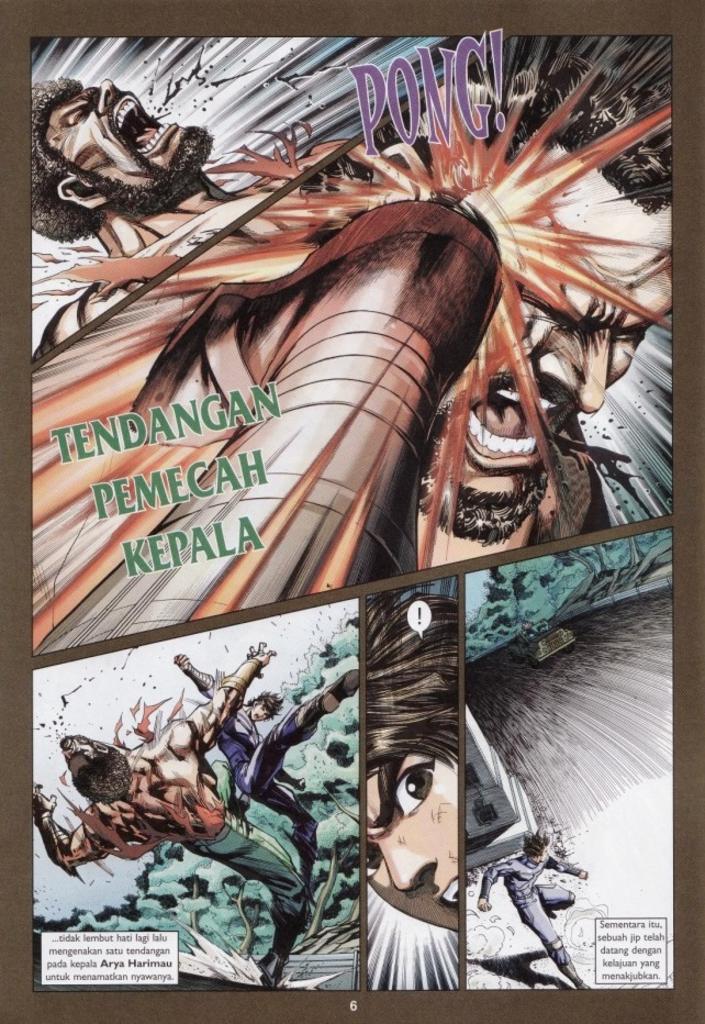 PONG!
TENDANGAN
PEMECAH
KEPALA
!
...tidak lembut hati lagi lalu
mengenakan satu tendangan
pada kepala Arya Harimau
untuk menamatkan nyawanya.
Sementara itu,
sebuah jip telah
datang dengan
kelajuan yang
menakjubkan.
6